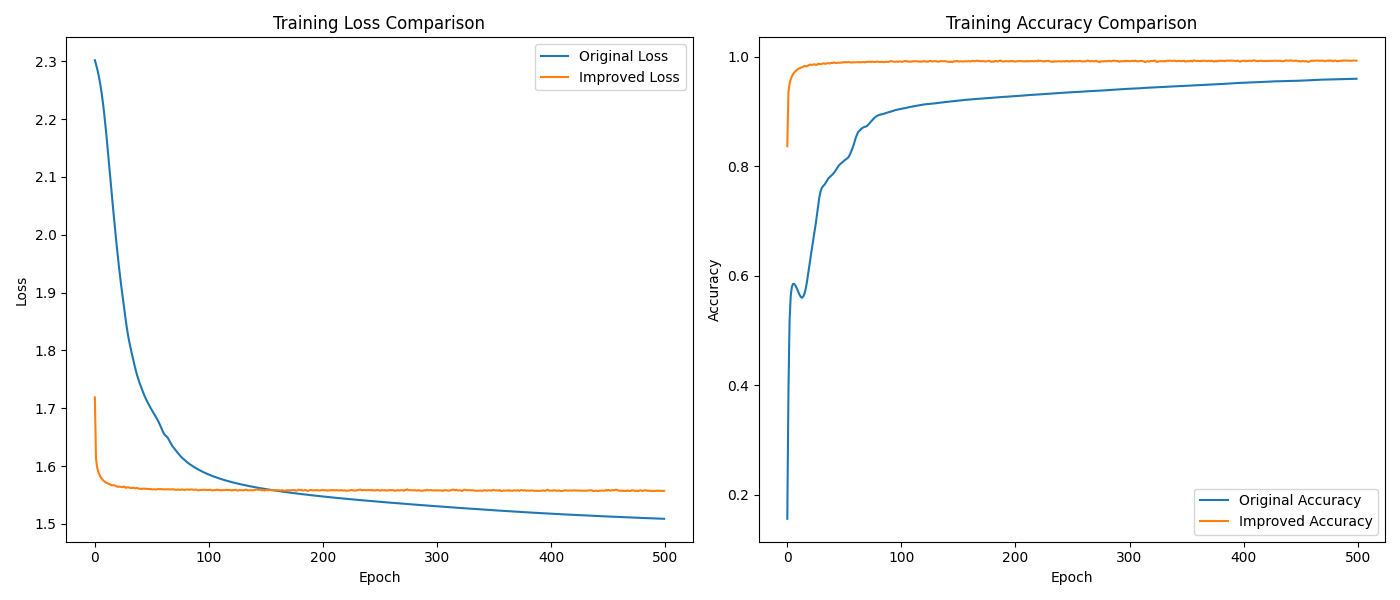 Training Loss Comparison
Original Loss
Improved Loss
2.3
2.2
2.1
2.0
1.9
1.8
1.7
1.6
1.5
Loss
0
100
200
300
400
500
Epoch
Training Accuracy Comparison
1.0
0.8
0.6
0.4
0.2
Accuracy
Original Accuracy
Improved Accuracy
0
100
200
300
400
500
Epoch